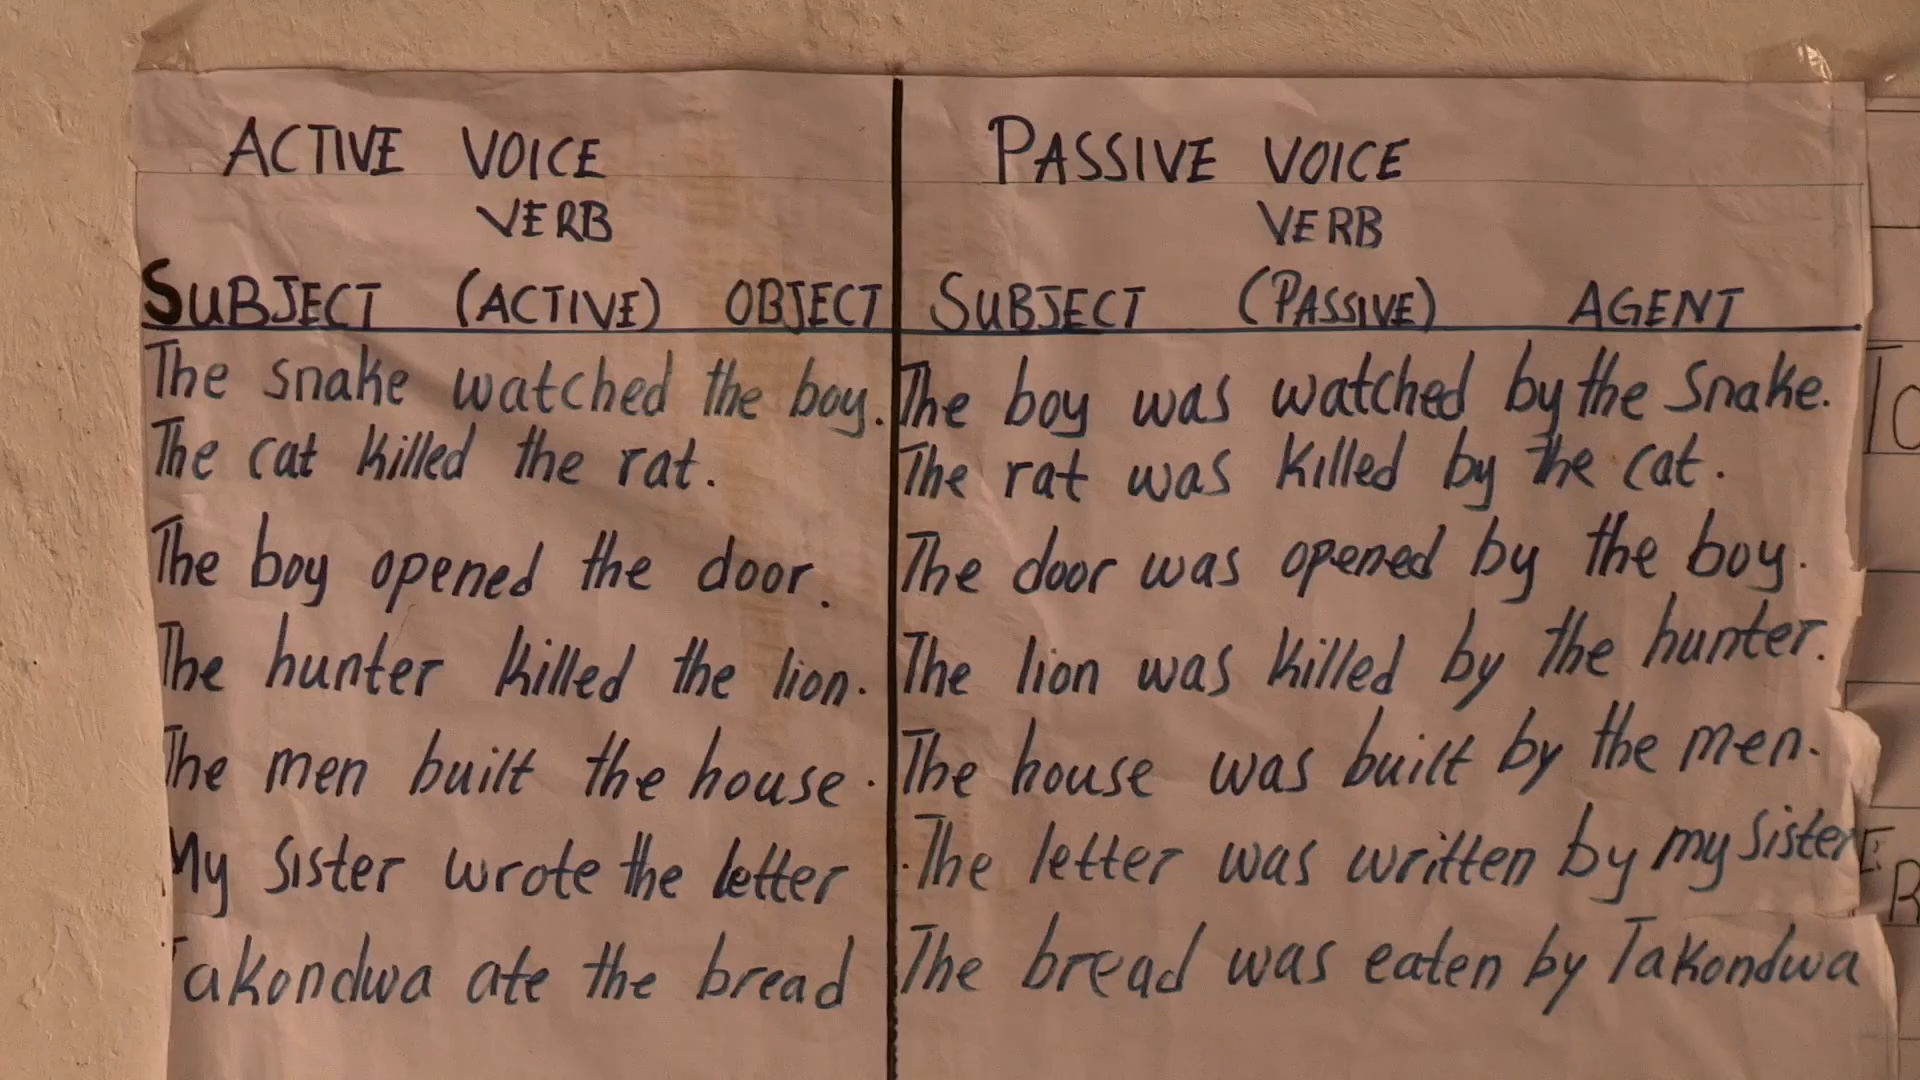 ACTIVE VOICE
VERB
SUBJECT (ACTIVE) OBJECT
The snake watched the boy.
The cat killed the rat.
The boy opened the door.
The hunter killed the lion.
The men built the house.
My sister wrote the letter
Takondwa ate the bread
PASSIVE VOICE
VERB
SUBJECT (PASSIVE) AGENT
The boy was watched by the snake.
The rat was killed by the cat.
The door was opened by the boy.
The lion was killed by the hunter.
The house was built by the men.
The letter was written by my sister
The bread was eaten by Takondwa